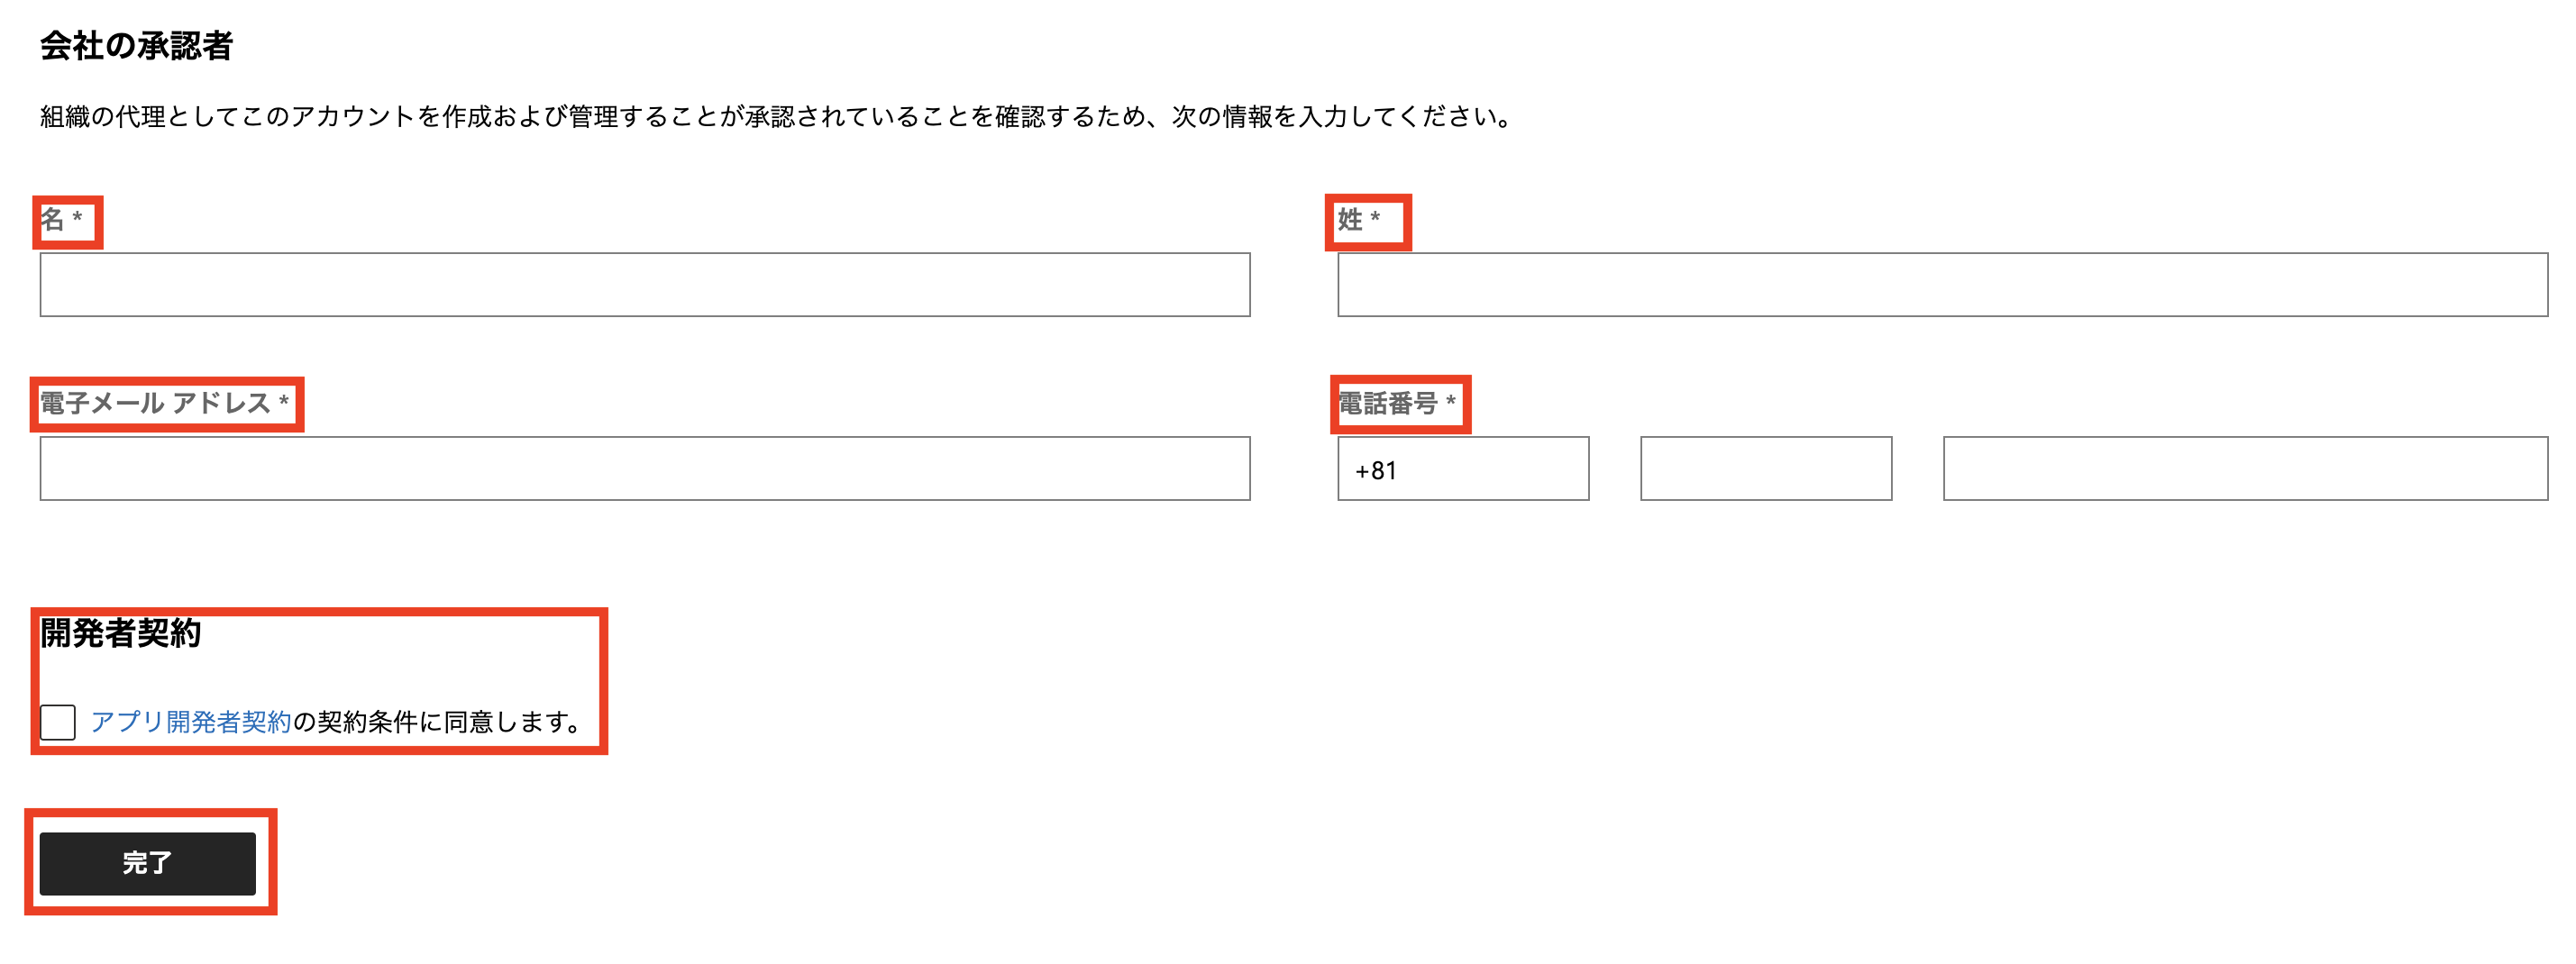 会社の承認者
組織の代理としてこのアカウントを作成および管理することが承認されていることを確認するため、次の情報を入力してください。
名 *
姓 *
電子メール アドレス *
電話番号 *
+81
開発者契約
アプリ開発者契約の契約条件に同意します。
完了